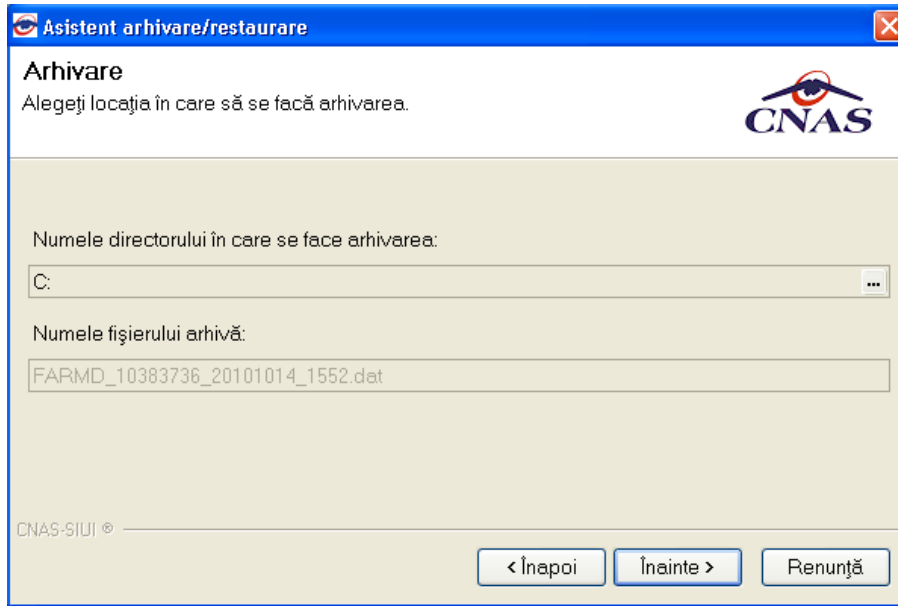 Asistent arhivare/restaurare
Arhivare
Alegeţi locaţia în care să se facă arhivarea.
CNAS
Numele directorului în care se face arhivarea:
C:
...
Numele fişierului arhivă:
FARMD_10383736_20101014_1552.dat
CNAS-SIUI ®
< Înapoi
Înainte >
Renunţă